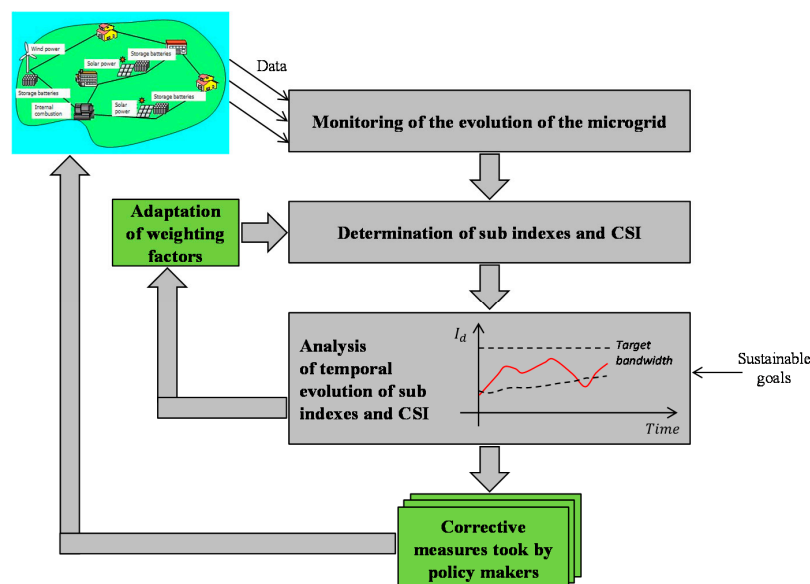 Wind power
Storage batteries
Solar power
Storage batteries
Internal
combustion
Solar
power
Storage batteries
Data
Monitoring of the evolution of the microgrid
Adaptation
of weighting
factors
Determination of sub indexes and CSI
Analysis
of temporal
evolution of sub
indexes and CSI
I_d
Target
bandwidth
Time
Sustainable
goals
Corrective
measures took by
policy makers